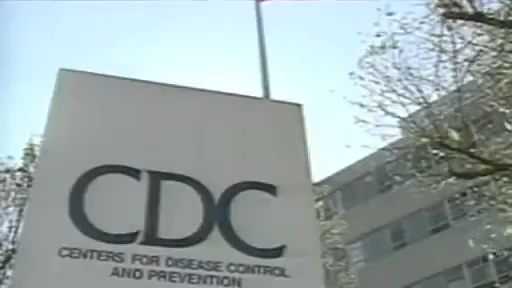 CDC
CENTERS FOR DISEASE CONTROL
AND PREVENTION